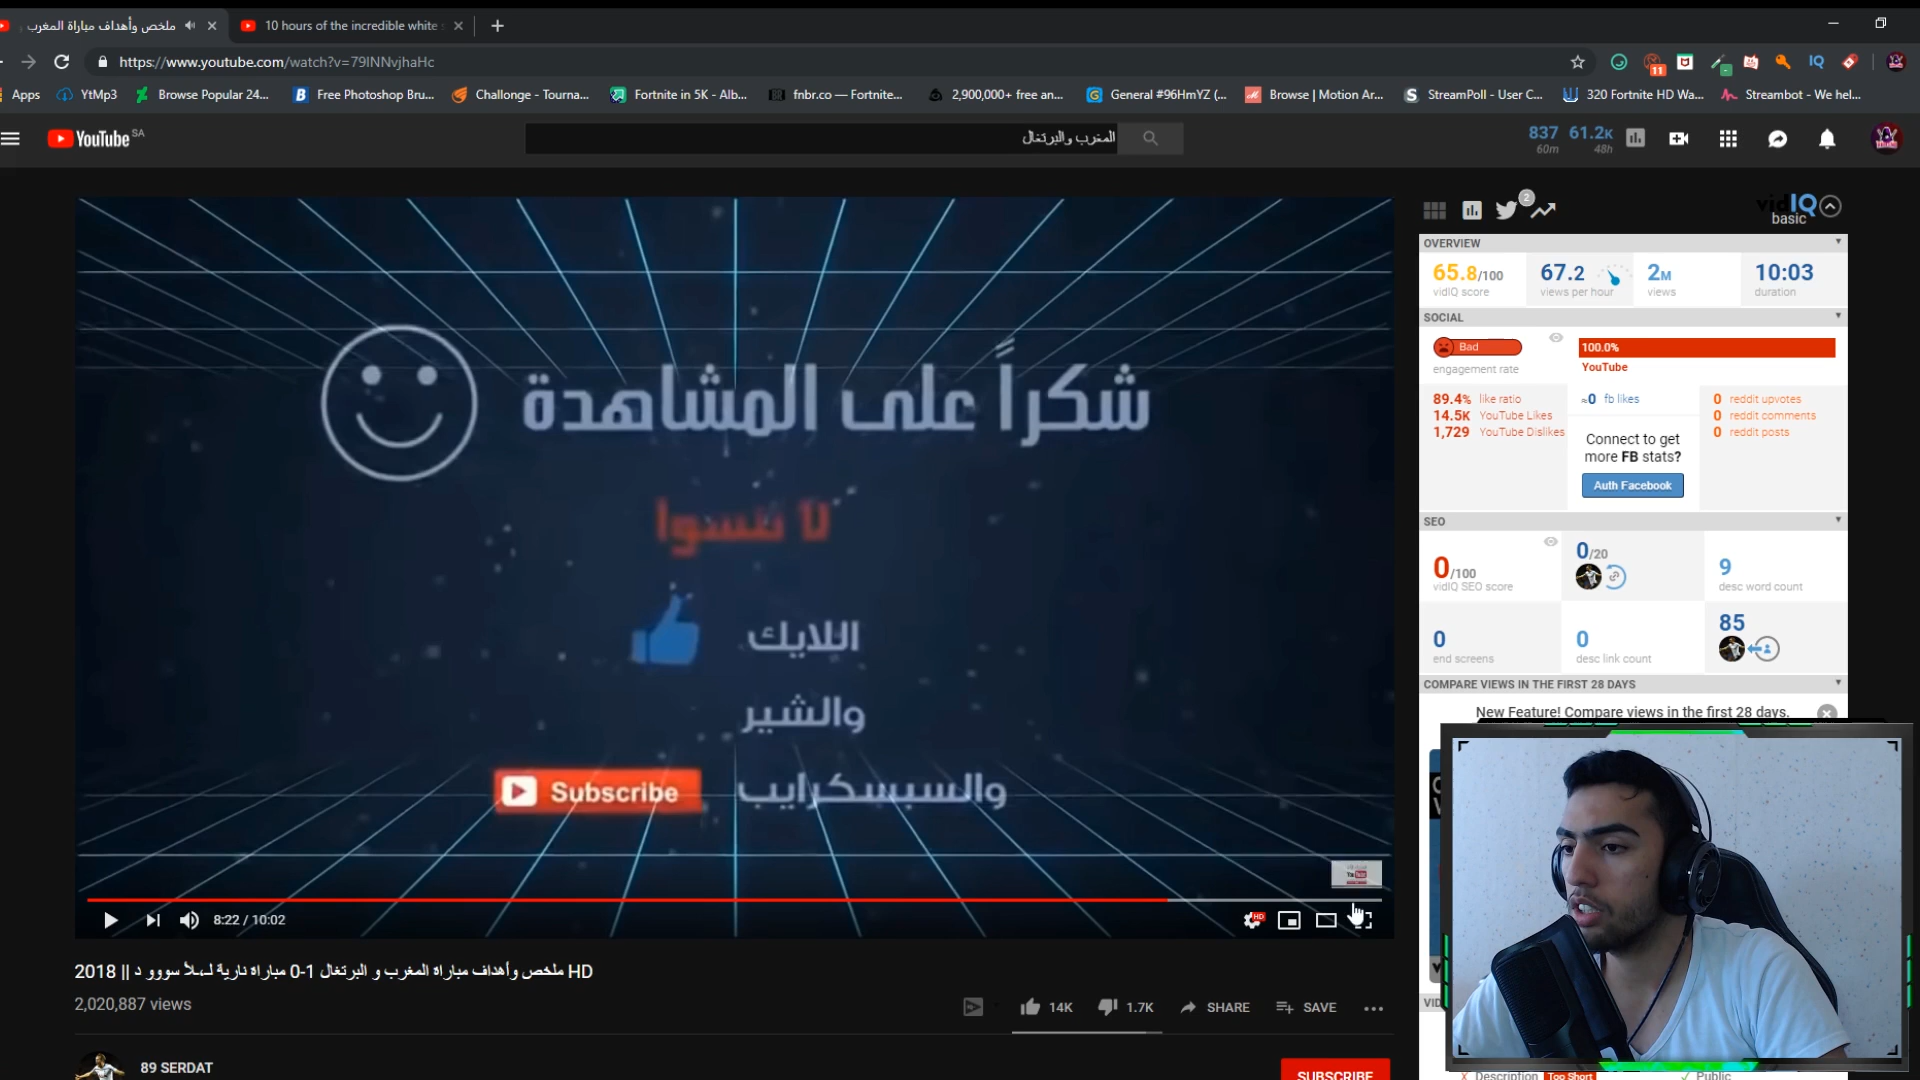 ملخص وأهداف مباراة المغرب
10 hours of the incredible white
https://www.youtube.com/watch?v=79INNvjhaHc
11
IQ
Apps
YtMp3
Browse Popular 24...
Free Photoshop Bru...
Challonge - Tourna...
Fortnite in 5K - Alb...
fnbr.co — Fortnite...
2,900,000+ free an...
General #96HmYZ (...
Browse | Motion Ar...
StreamPoll - User C...
320 Fortnite HD Wa...
Streambot - We hel...
YouTube SA
المغرب والبرتغال
837 61.2K
60m 48h
2
vidIQ
basic
شكراً على المشاهدة
لا تنسوا
اللايك
والشير
Subscribe والسبسكرايب
8:22 / 10:02
HD
ملخص وأهداف مباراة المغرب و البرتغال 1-0 مباراة نارية لـهلأ سووو د || 2018 HD
2,020,887 views
14K 1.7K SHARE SAVE
89 SERDAT
SUBSCRIBE
OVERVIEW
65.8/100 67.2 2M 10:03
vidIQ score views per hour views duration
SOCIAL
Bad 100.0%
engagement rate YouTube
89.4% like ratio ≈0 fb likes 0 reddit upvotes
14.5K YouTube Likes 0 reddit comments
1,729 YouTube Dislikes 0 reddit posts
Connect to get
more FB stats?
Auth Facebook
SEO
0/100 0/20 9
vidIQ SEO score desc word count
0 0 85
end screens desc link count
COMPARE VIEWS IN THE FIRST 28 DAYS
New Feature! Compare views in the first 28 days.
VID
Description Too Short Public